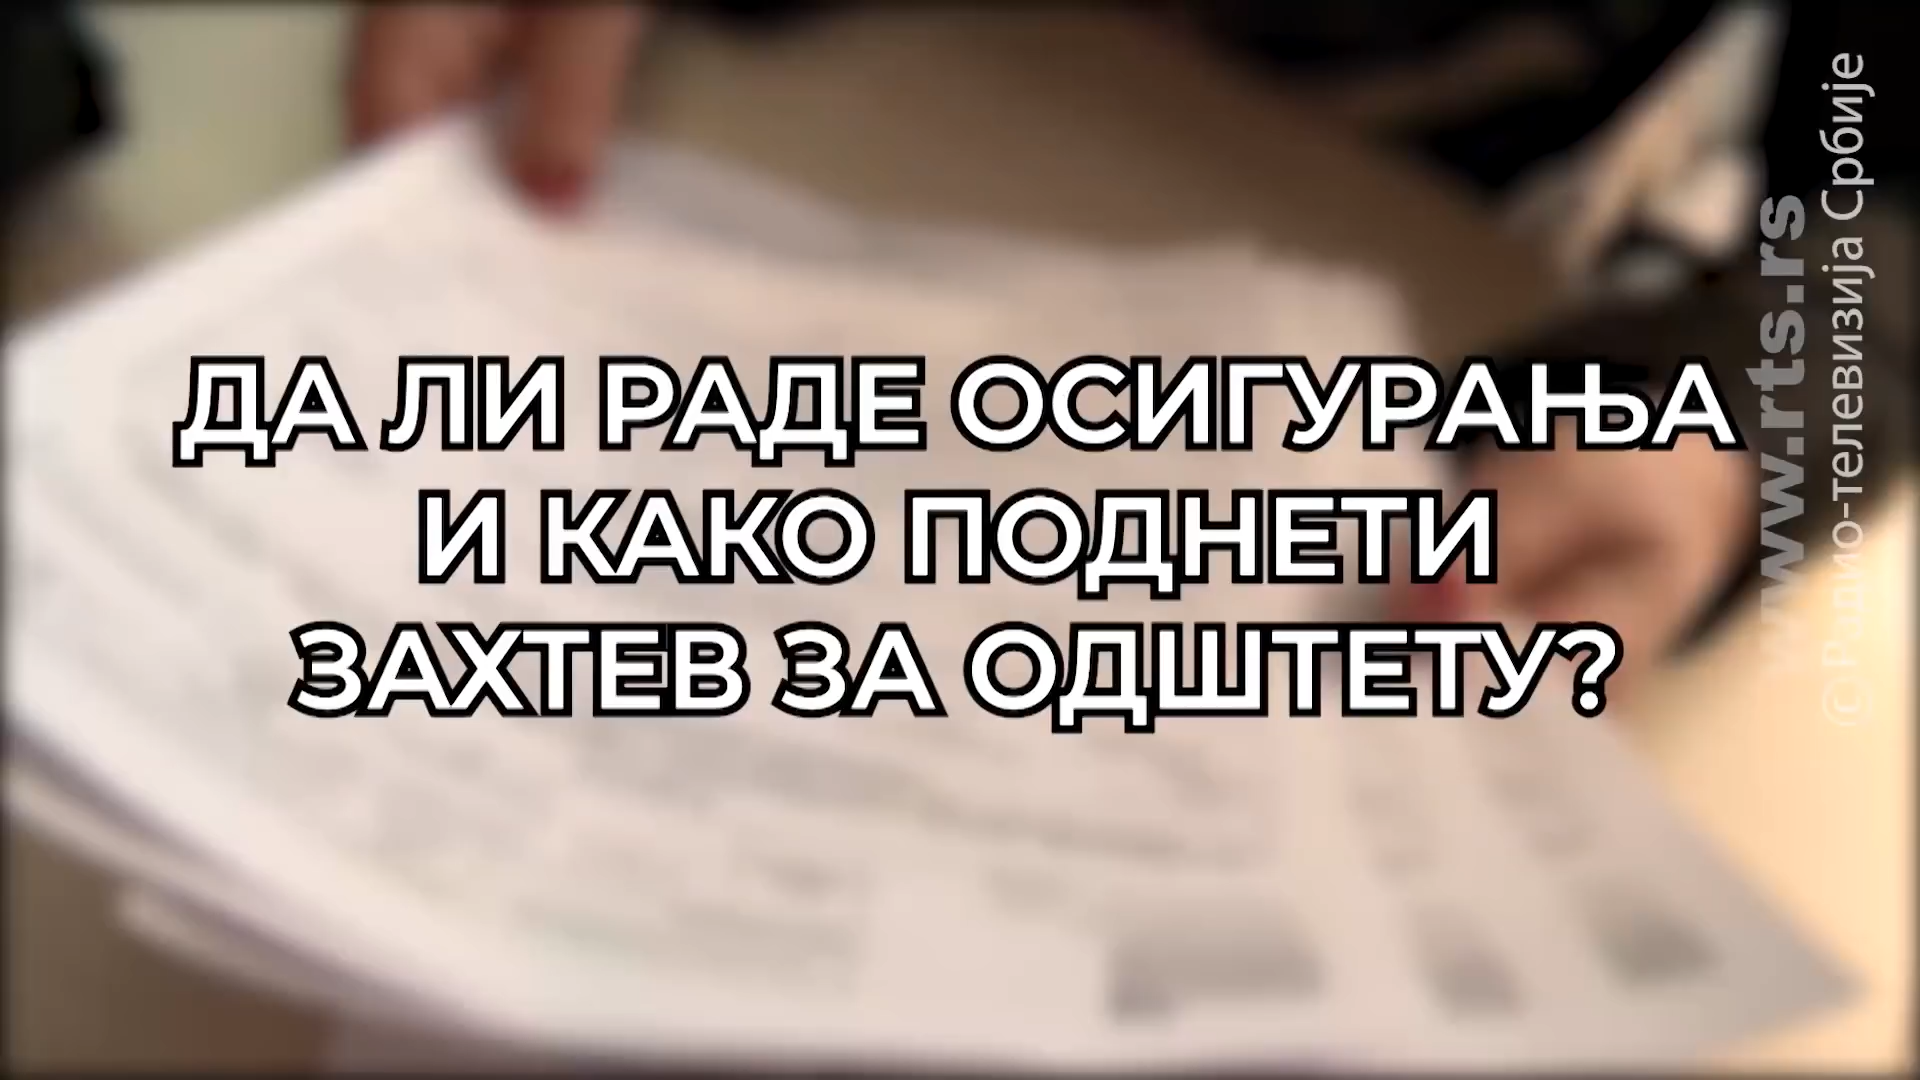 ДА ЛИ РАДЕ ОСИГУРАЊА
И КАКО ПОДНЕТИ
ЗАХТЕВ ЗА ОДШТЕТУ?
www.rts.rs
©Радио-телевизија Србије